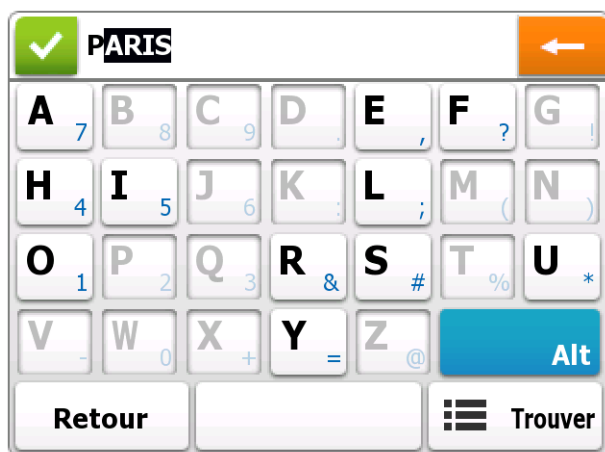 PARIS
A 7 B 8 C 9 D . E , F ? G !
H 4 I 5 J 6 K : L ; M ( N )
O 1 P 2 Q 3 R & S # T % U *
V - W 0 X + Y = Z @ Alt
Retour Trouver